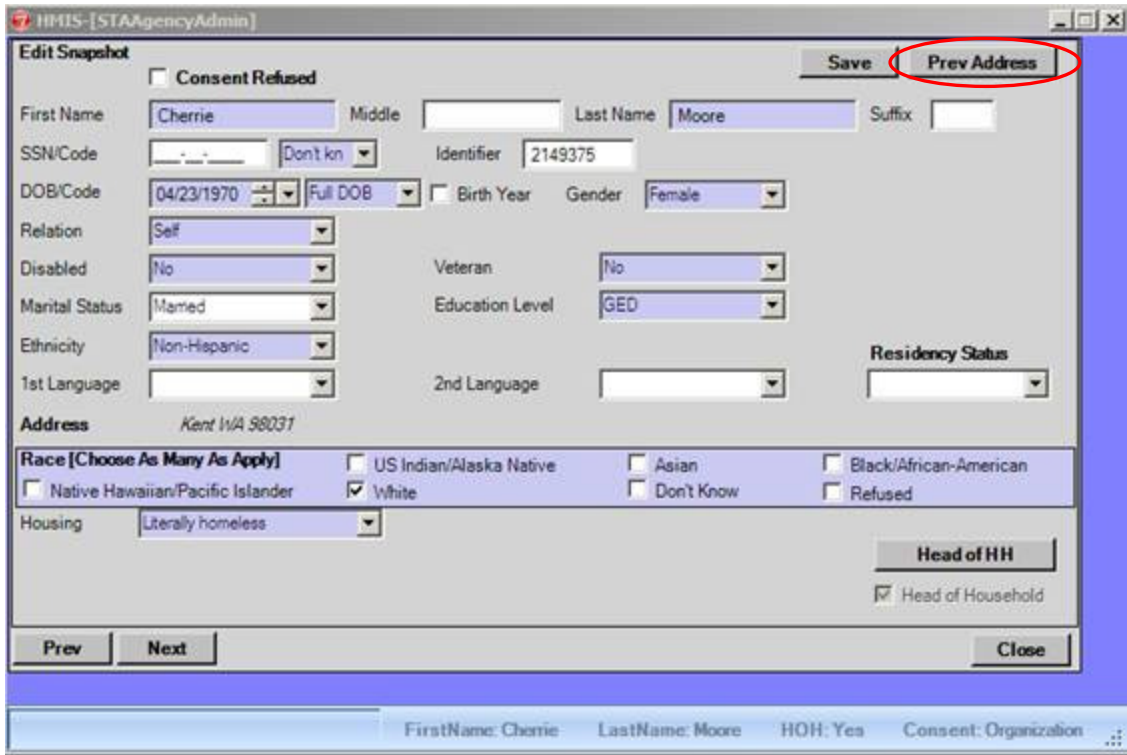 HMIS-[STAAgencyAdmin]
Edit Snapshot
Save Prev Address
Consent Refused
First Name Cherrie Middle Last Name Moore Suffix
SSN/Code __-_-____ Don't kn Identifier 2149375
DOB/Code 04/23/1970 Full DOB Birth Year Gender Female
Relation Self
Disabled No Veteran No
Marital Status Married Education Level GED
Ethnicity Non-Hispanic Residency Status
1st Language 2nd Language
Address Kent WA 98031
Race [Choose As Many As Apply] US Indian/Alaska Native Asian Black/African-American
Native Hawaiian/Pacific Islander White Don't Know Refused
Housing Literally homeless
Head of HH
Head of Household
Prev Next Close
FirstName: Cherrie LastName: Moore HOH: Yes Consent: Organization